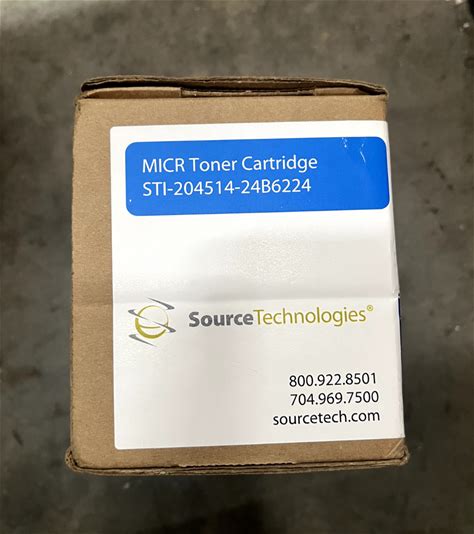 MICR Toner Cartridge
STI-204514-24B6224
SourceTechnologies®
800.922.8501
704.969.7500
sourcetech.com